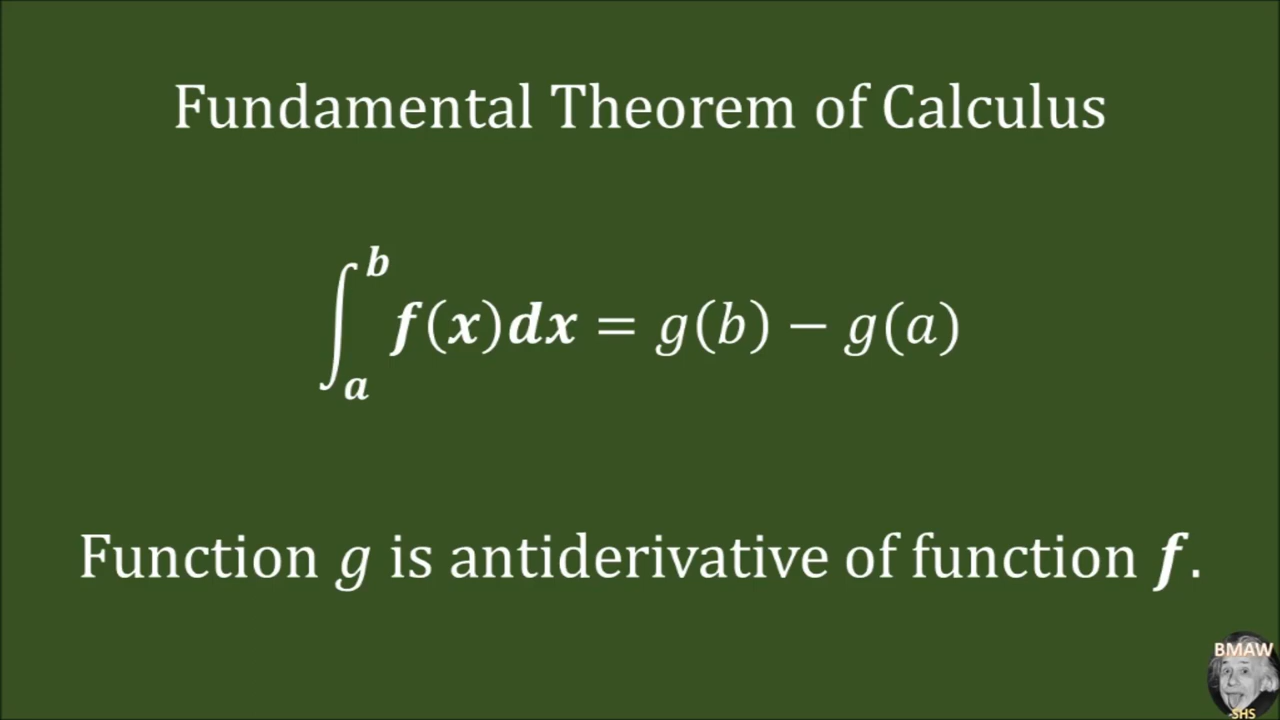 Fundamental Theorem of Calculus
∫ₐᵇ f(x)dx = g(b) − g(a)
Function g is antiderivative of function f.
BMAW
-SHS